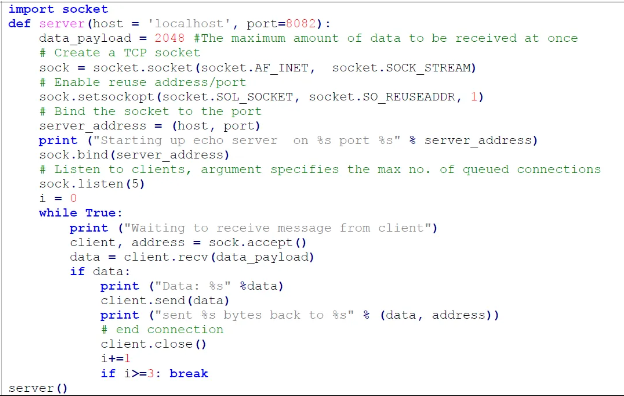 import socket
def server(host = 'localhost', port=8082):
    data_payload = 2048 #The maximum amount of data to be received at once
    # Create a TCP socket
    sock = socket.socket(socket.AF_INET,  socket.SOCK_STREAM)
    # Enable reuse address/port
    sock.setsockopt(socket.SOL_SOCKET, socket.SO_REUSEADDR, 1)
    # Bind the socket to the port
    server_address = (host, port)
    print ("Starting up echo server  on %s port %s" % server_address)
    sock.bind(server_address)
    # Listen to clients, argument specifies the max no. of queued connections
    sock.listen(5)
    i = 0
    while True:
        print ("Waiting to receive message from client")
        client, address = sock.accept()
        data = client.recv(data_payload)
        if data:
            print ("Data: %s" %data)
            client.send(data)
            print ("sent %s bytes back to %s" % (data, address))
            # end connection
            client.close()
            i+=1
            if i>=3: break
server()